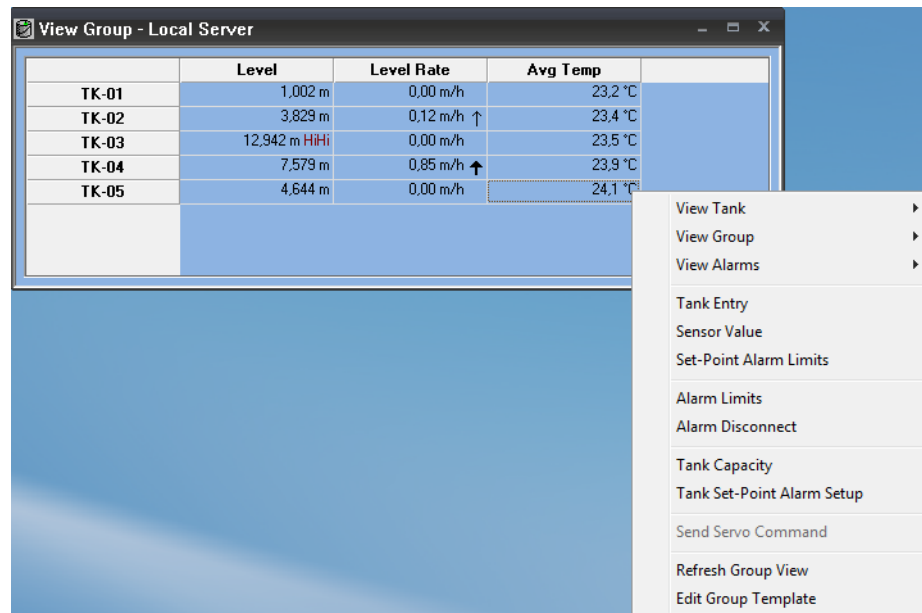 View Group - Local Server
Level Level Rate Avg Temp
TK-01 1,002 m 0,00 m/h 23,2 °C
TK-02 3,829 m 0,12 m/h ↑ 23,4 °C
TK-03 12,942 m HiHi 0,00 m/h 23,5 °C
TK-04 7,579 m 0,85 m/h ↑ 23,9 °C
TK-05 4,644 m 0,00 m/h 24,1 °C
View Tank
View Group
View Alarms
Tank Entry
Sensor Value
Set-Point Alarm Limits
Alarm Limits
Alarm Disconnect
Tank Capacity
Tank Set-Point Alarm Setup
Send Servo Command
Refresh Group View
Edit Group Template